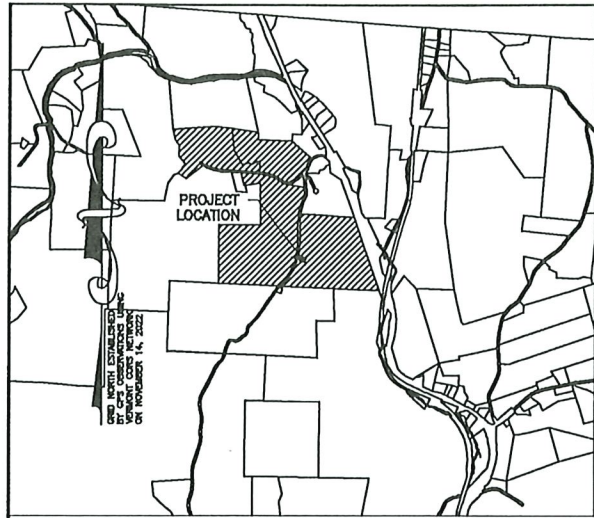 PROJECT
LOCATION
GRID NORTH ESTABLISHED
BY GPS OBSERVATIONS USING
VERMONT CORS NETWORK
ON NOVEMBER 14, 2022